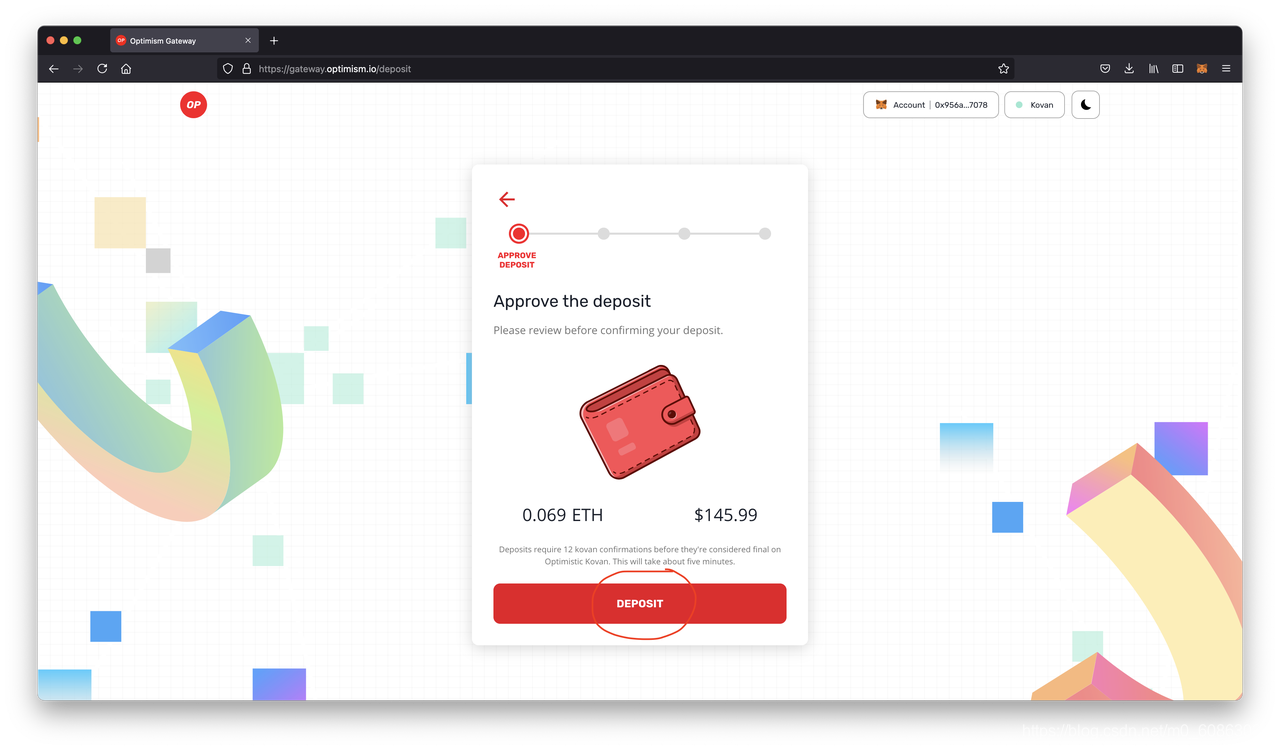 OP Optimism Gateway
https://gateway.optimism.io/deposit
OP
Account | 0x956a...7078
Kovan
APPROVE
DEPOSIT
Approve the deposit
Please review before confirming your deposit.
0.069 ETH
$145.99
Deposits require 12 kovan confirmations before they're considered final on
Optimistic Kovan. This will take about five minutes.
DEPOSIT